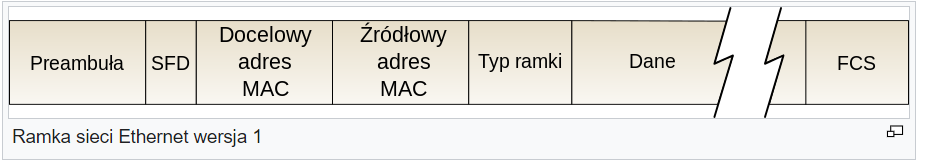 Preambuła
SFD
Docelowy
adres
MAC
Źródłowy
adres
MAC
Typ ramki
Dane
FCS
Ramka sieci Ethernet wersja 1